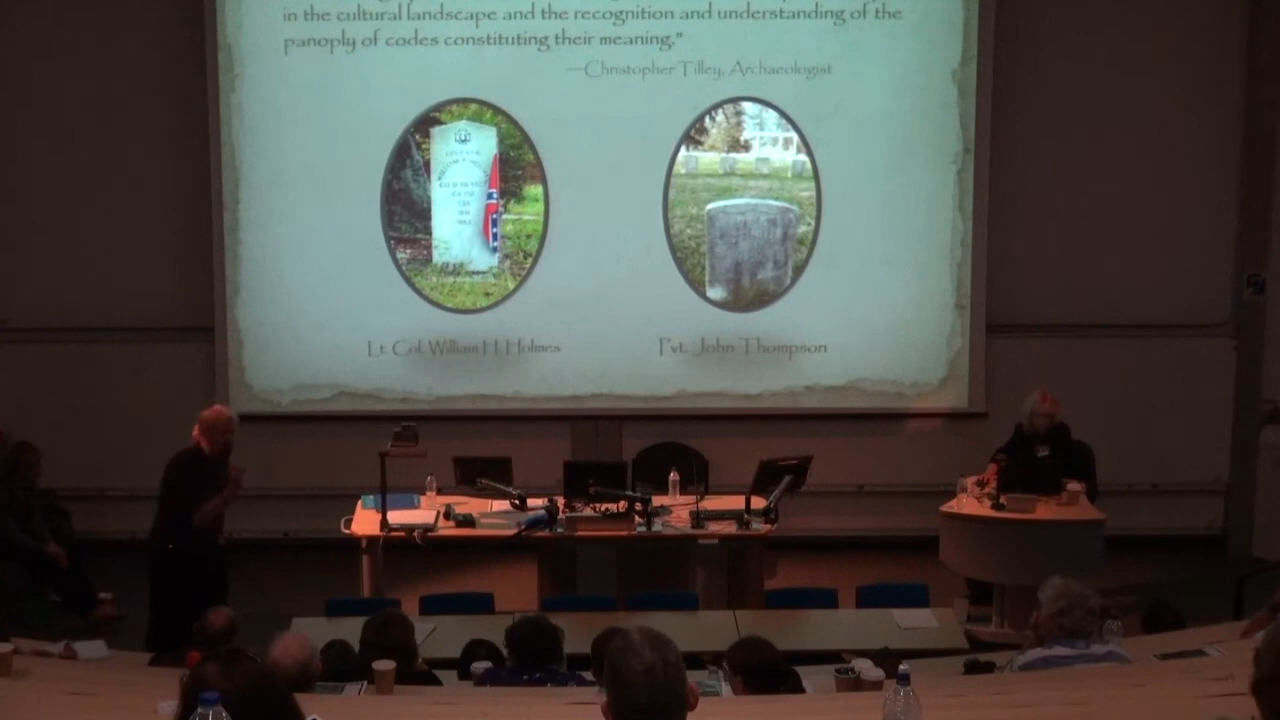 in the cultural landscape and the recognition and understanding of the
panoply of codes constituting their meaning."
—Christopher Tilley, Archaeologist
Lt. Col. William H Holmes
Pvt. John Thompson